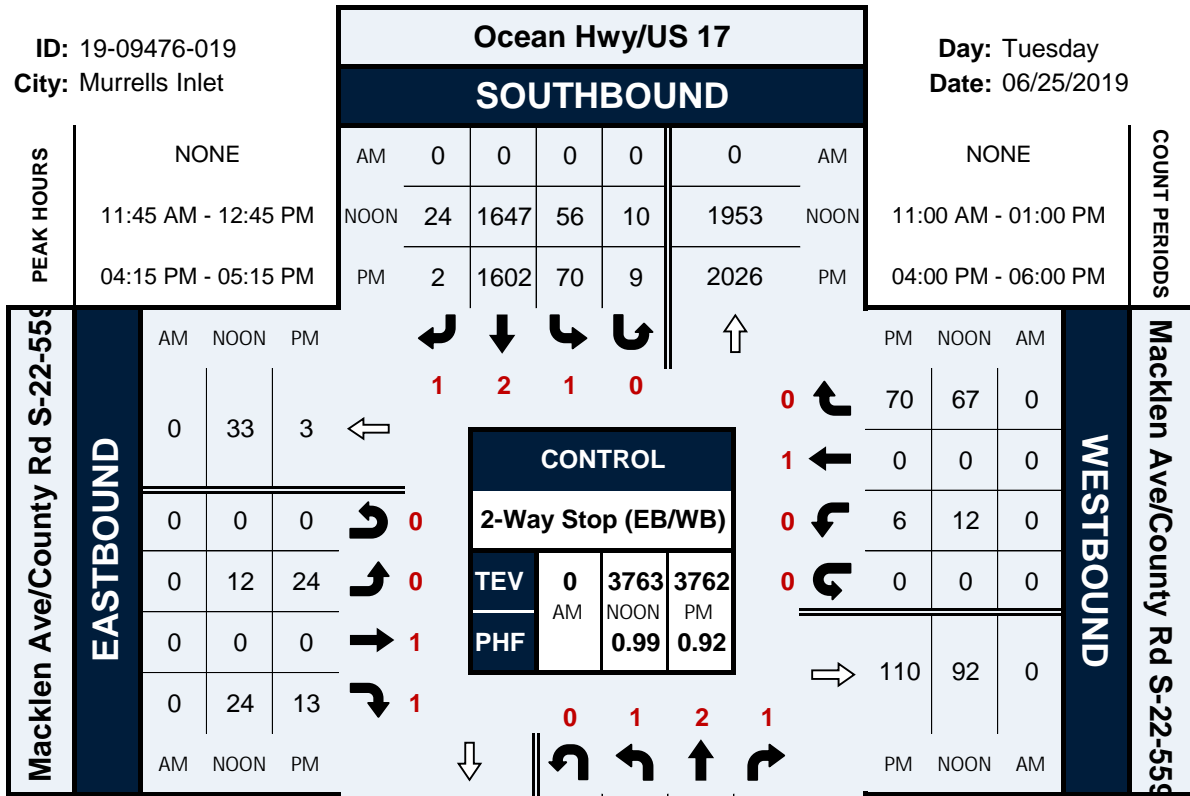 ID: 19-09476-019
City: Murrells Inlet
Ocean Hwy/US 17
SOUTHBOUND
Day: Tuesday
Date: 06/25/2019
PEAK HOURS
NONE
11:45 AM - 12:45 PM
04:15 PM - 05:15 PM
AM 0 0 0 0 0 AM
NOON 24 1647 56 10 1953 NOON
PM 2 1602 70 9 2026 PM
NONE
11:00 AM - 01:00 PM
04:00 PM - 06:00 PM
COUNT PERIODS
1 2 1 0
Macklen Ave/County Rd S-22-559
EASTBOUND
AM NOON PM
0 33 3
0 0 0 0
0 12 24 0
0 0 0 1
0 24 13 1
AM NOON PM
CONTROL
2-Way Stop (EB/WB)
TEV 0 3763 3762
AM NOON PM
PHF 0.99 0.92
PM NOON AM
0 70 67 0
1 0 0 0
0 6 12 0
0 0 0 0
110 92 0
PM NOON AM
WESTBOUND
Macklen Ave/County Rd S-22-559
0 1 2 1